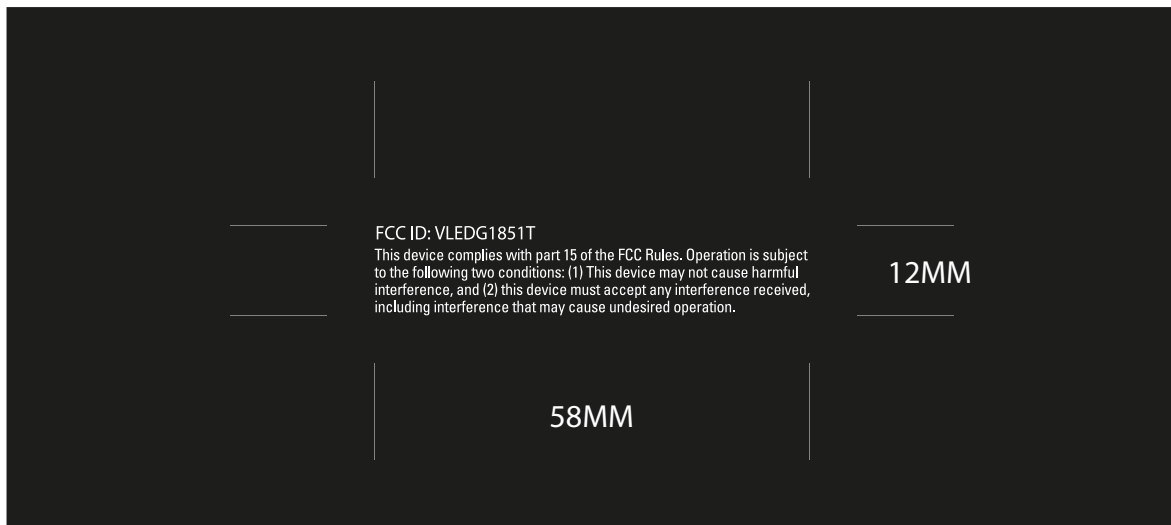 FCC ID: VLEDG1851T
This device complies with part 15 of the FCC Rules. Operation is subject
to the following two conditions: (1) This device may not cause harmful
interference, and (2) this device must accept any interference received,
including interference that may cause undesired operation.
12MM
58MM